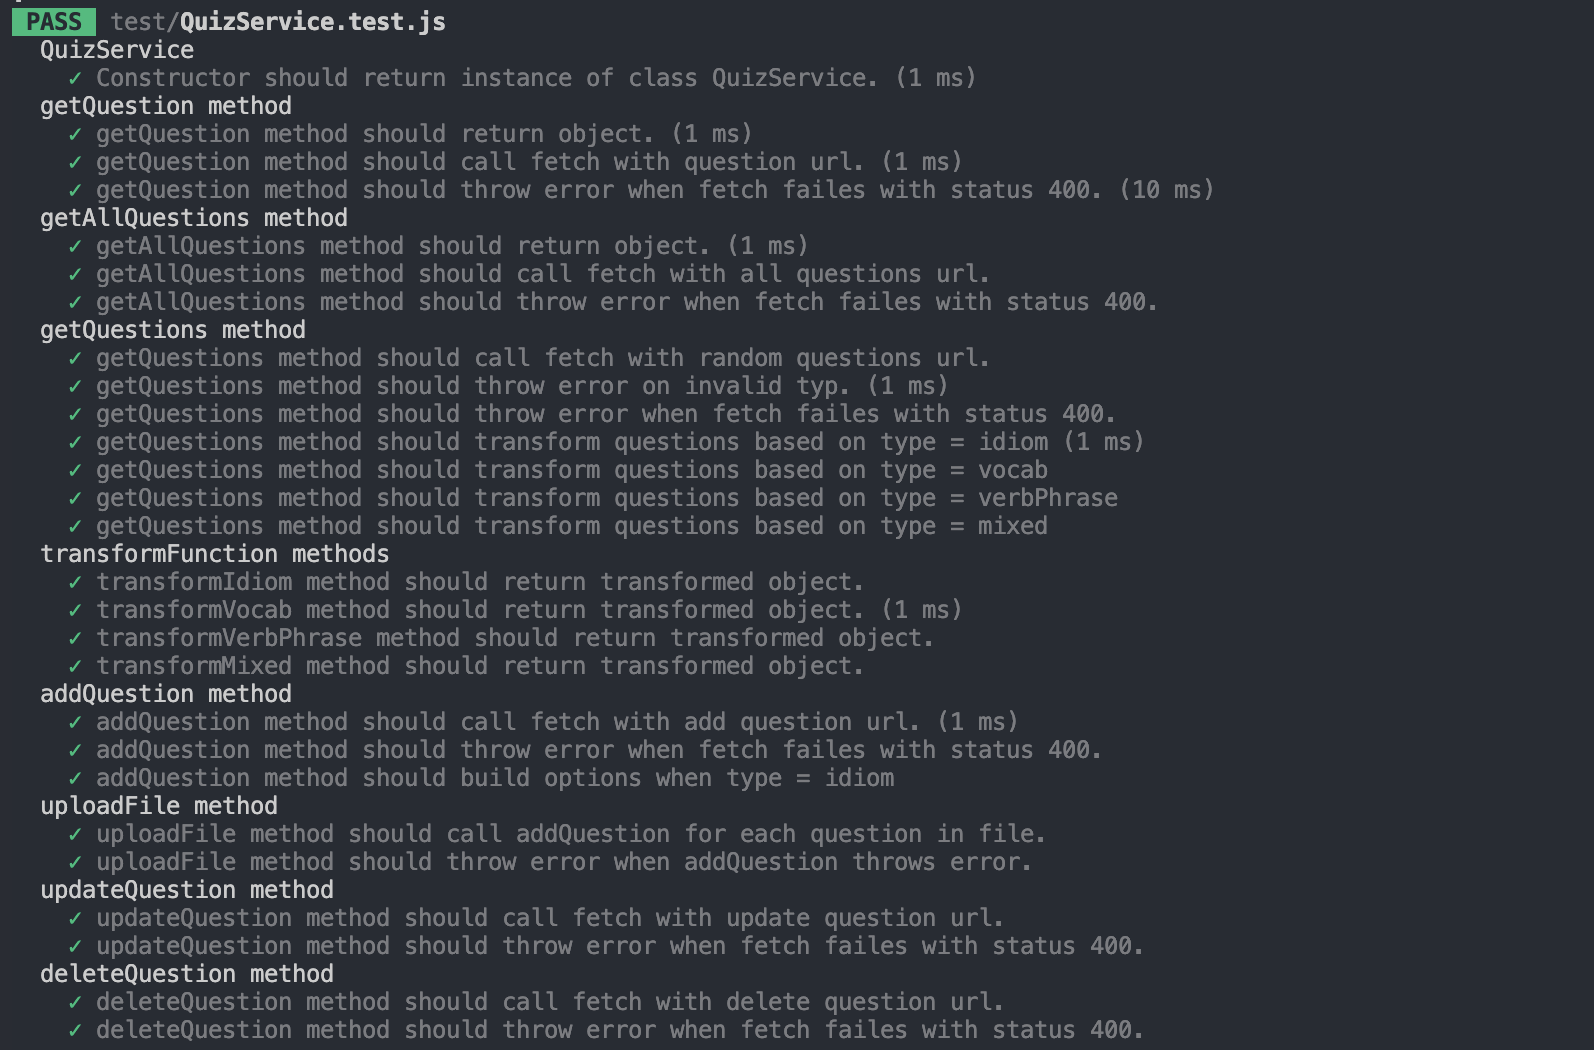 PASS test/QuizService.test.js
QuizService
✓ Constructor should return instance of class QuizService. (1 ms)
getQuestion method
✓ getQuestion method should return object. (1 ms)
✓ getQuestion method should call fetch with question url. (1 ms)
✓ getQuestion method should throw error when fetch failes with status 400. (10 ms)
getAllQuestions method
✓ getAllQuestions method should return object. (1 ms)
✓ getAllQuestions method should call fetch with all questions url.
✓ getAllQuestions method should throw error when fetch failes with status 400.
getQuestions method
✓ getQuestions method should call fetch with random questions url.
✓ getQuestions method should throw error on invalid typ. (1 ms)
✓ getQuestions method should throw error when fetch failes with status 400.
✓ getQuestions method should transform questions based on type = idiom (1 ms)
✓ getQuestions method should transform questions based on type = vocab
✓ getQuestions method should transform questions based on type = verbPhrase
✓ getQuestions method should transform questions based on type = mixed
transformFunction methods
✓ transformIdiom method should return transformed object.
✓ transformVocab method should return transformed object. (1 ms)
✓ transformVerbPhrase method should return transformed object.
✓ transformMixed method should return transformed object.
addQuestion method
✓ addQuestion method should call fetch with add question url. (1 ms)
✓ addQuestion method should throw error when fetch failes with status 400.
✓ addQuestion method should build options when type = idiom
uploadFile method
✓ uploadFile method should call addQuestion for each question in file.
✓ uploadFile method should throw error when addQuestion throws error.
updateQuestion method
✓ updateQuestion method should call fetch with update question url.
✓ updateQuestion method should throw error when fetch failes with status 400.
deleteQuestion method
✓ deleteQuestion method should call fetch with delete question url.
✓ deleteQuestion method should throw error when fetch failes with status 400.